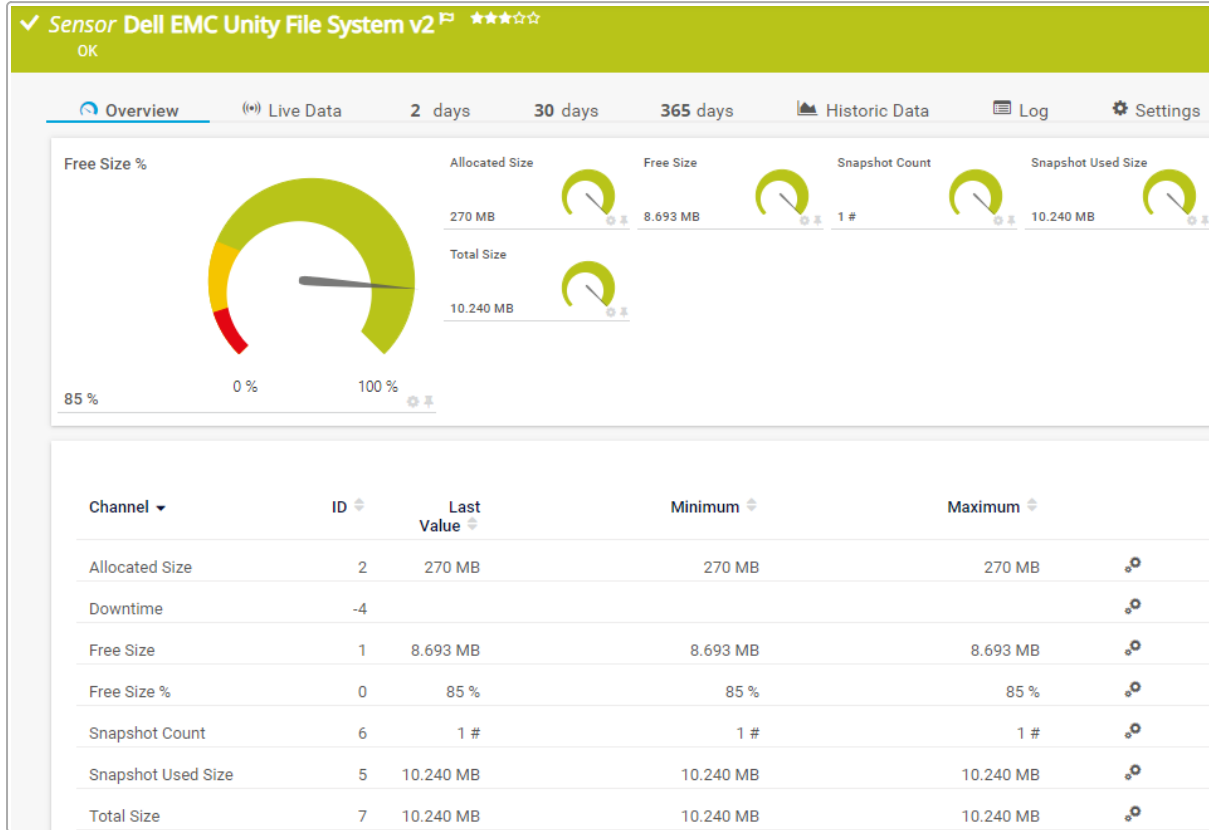 Sensor Dell EMC Unity File System v2
OK
Overview Live Data 2 days 30 days 365 days Historic Data Log Settings
Free Size %
0 % 100 %
85 %
Allocated Size
270 MB
Free Size
8.693 MB
Snapshot Count
1 #
Snapshot Used Size
10.240 MB
Total Size
10.240 MB
Channel ID Last Value Minimum Maximum
Allocated Size 2 270 MB 270 MB 270 MB
Downtime -4
Free Size 1 8.693 MB 8.693 MB 8.693 MB
Free Size % 0 85 % 85 % 85 %
Snapshot Count 6 1 # 1 # 1 #
Snapshot Used Size 5 10.240 MB 10.240 MB 10.240 MB
Total Size 7 10.240 MB 10.240 MB 10.240 MB